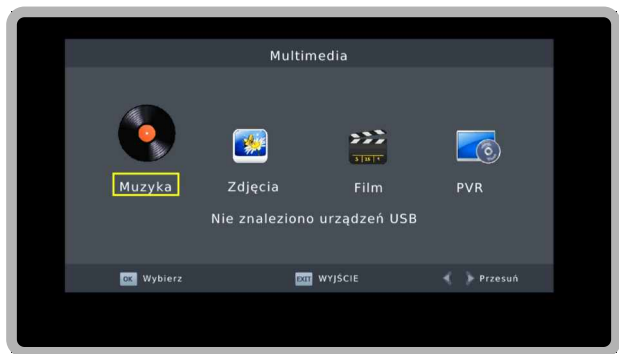 Multimedia
Muzyka Zdjęcia Film PVR
Nie znaleziono urządzeń USB
OK Wybierz EXIT WYJŚCIE Przesuń